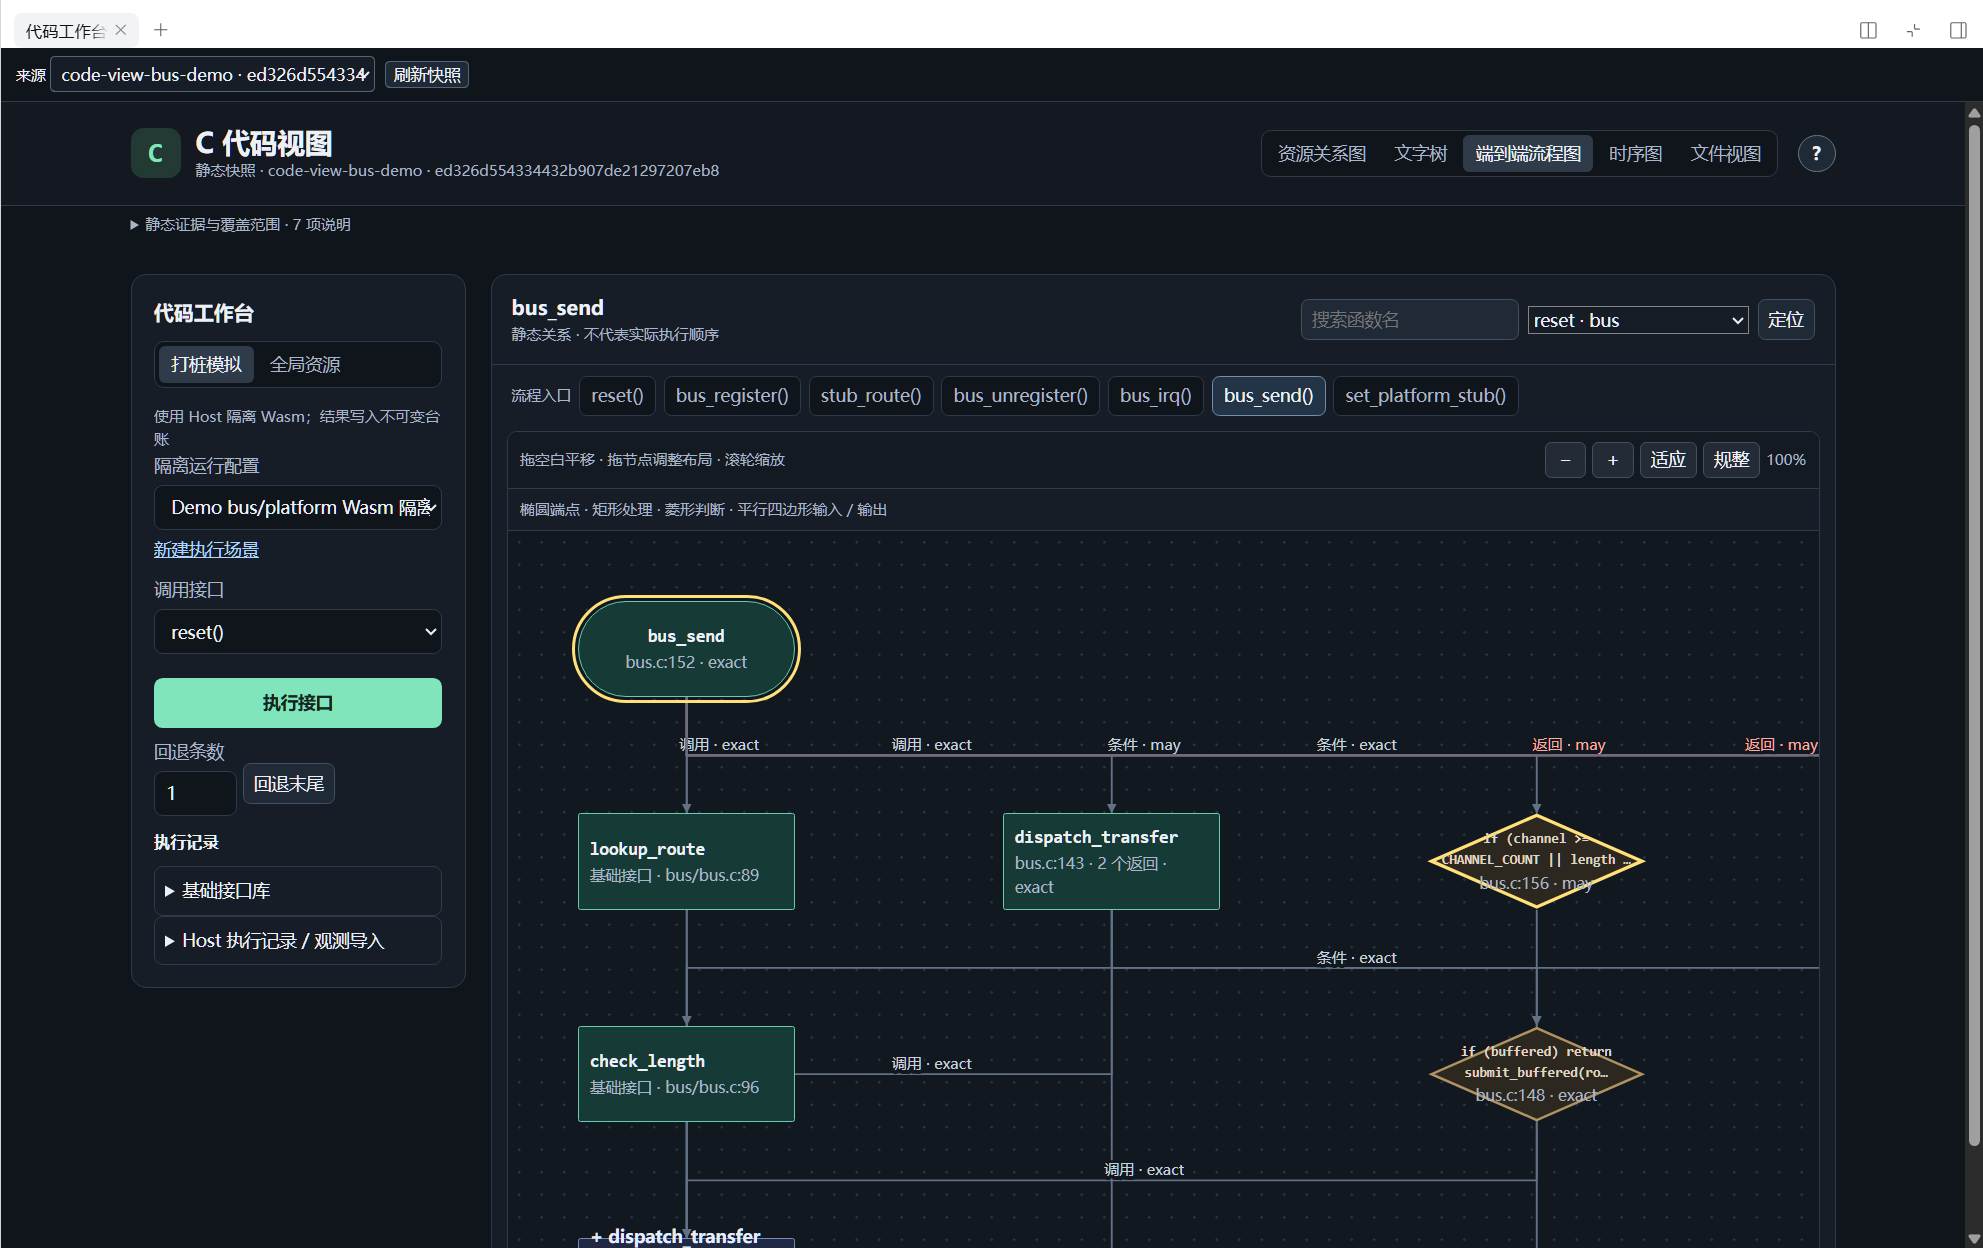 代码工作台
来源
code-view-bus-demo · ed326d554334
刷新快照
C
C 代码视图
静态快照 · code-view-bus-demo · ed326d554334432b907de21297207eb8
资源关系图
文字树
端到端流程图
时序图
文件视图
?
静态证据与覆盖范围 · 7 项说明
代码工作台
打桩模拟
全局资源
使用 Host 隔离 Wasm；结果写入不可变台
账
隔离运行配置
Demo bus/platform Wasm 隔离
新建执行场景
调用接口
reset()
执行接口
回退条数
1
回退末尾
执行记录
基础接口库
Host 执行记录 / 观测导入
bus_send
静态关系 · 不代表实际执行顺序
搜索函数名
reset · bus
定位
流程入口
reset()
bus_register()
stub_route()
bus_unregister()
bus_irq()
bus_send()
set_platform_stub()
拖空白平移 · 拖节点调整布局 · 滚轮缩放
−
+
适应
规整
100%
椭圆端点 · 矩形处理 · 菱形判断 · 平行四边形输入 / 输出
bus_send
bus.c:152 · exact
调用 · exact
调用 · exact
条件 · may
条件 · exact
返回 · may
返回 · may
lookup_route
基础接口 · bus/bus.c:89
dispatch_transfer
bus.c:143 · 2 个返回 ·
exact
if (channel >=
CHANNEL_COUNT || length …
bus.c:156 · may
条件 · exact
check_length
基础接口 · bus/bus.c:96
调用 · exact
if (buffered) return
submit_buffered(ro…
bus.c:148 · exact
调用 · exact
+ dispatch_transfer